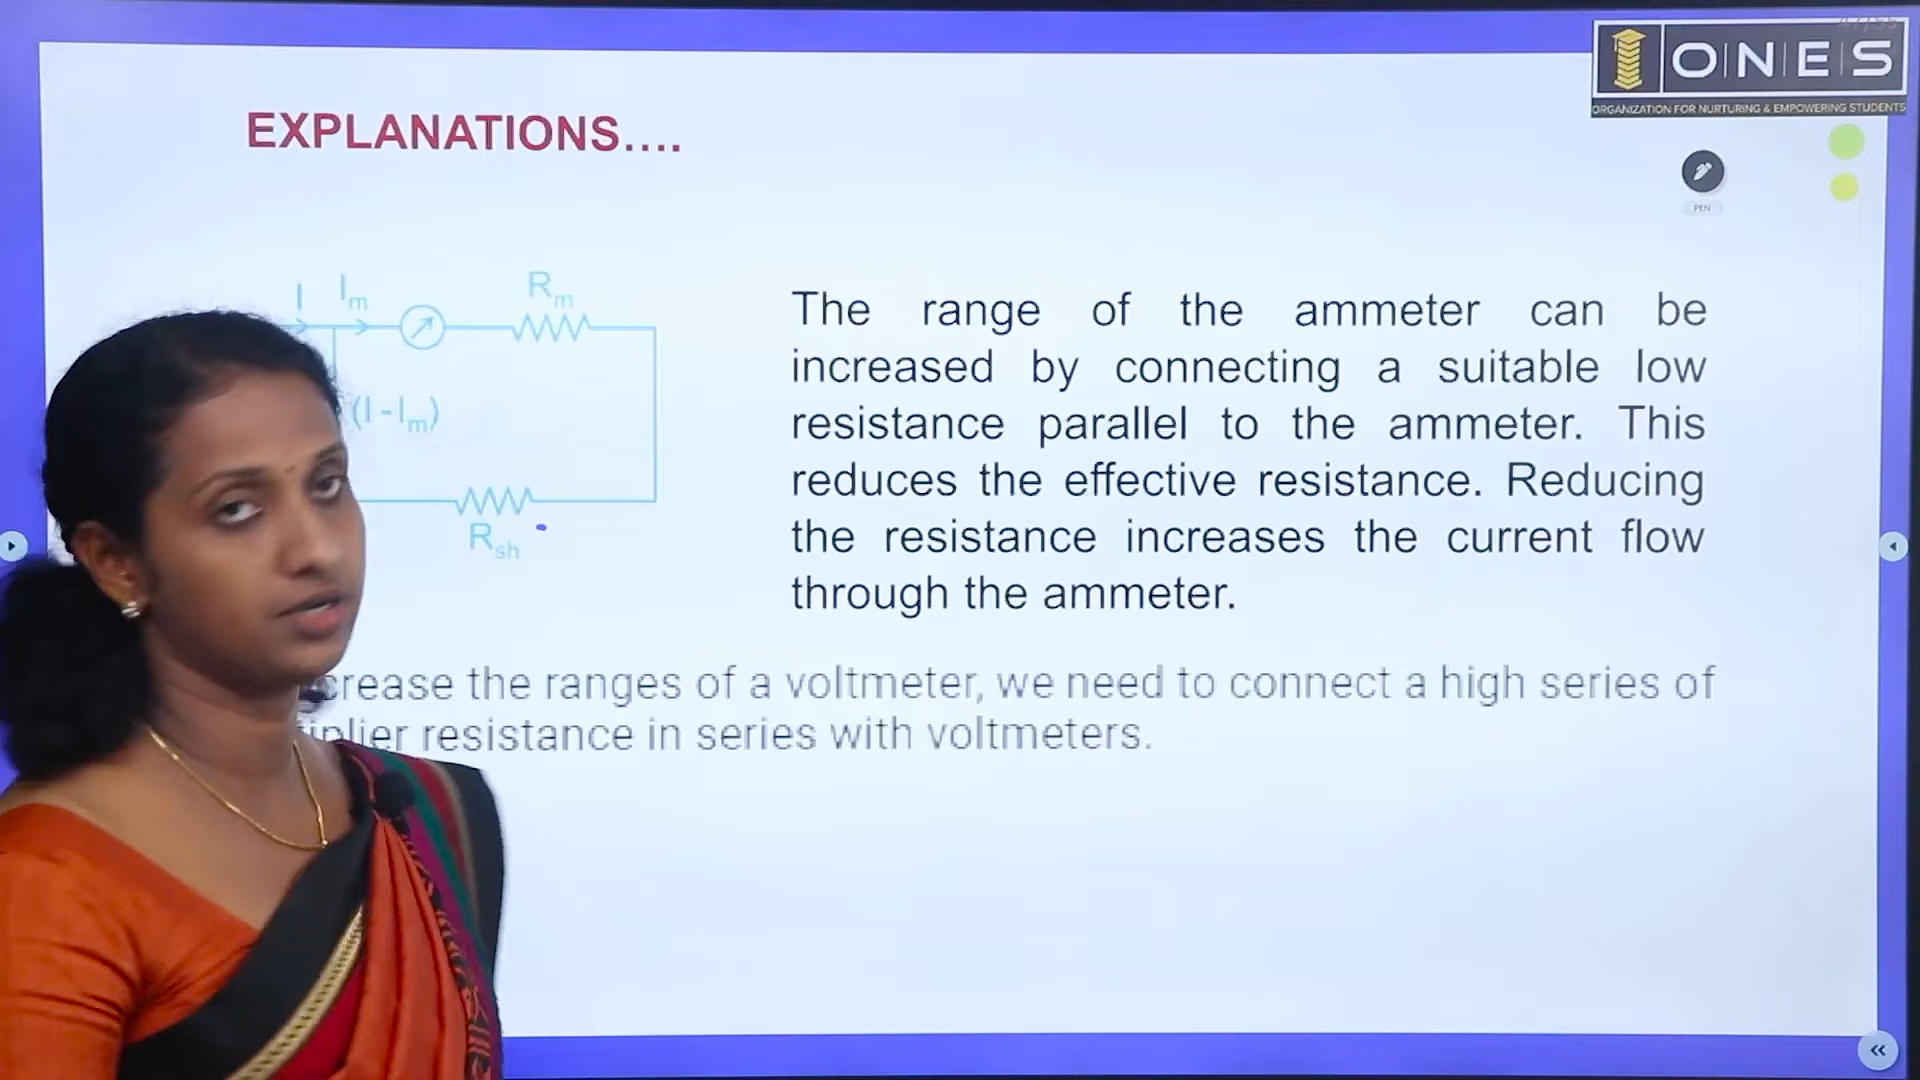 O|N|E|S
ORGANIZATION FOR NURTURING & EMPOWERING STUDENTS
EXPLANATIONS....
PEN
I Im Rm
(I - Im)
Rsh
The range of the ammeter can be
increased by connecting a suitable low
resistance parallel to the ammeter. This
reduces the effective resistance. Reducing
the resistance increases the current flow
through the ammeter.
the ranges of a voltmeter, we need to connect a high series of
resistance in series with voltmeters.